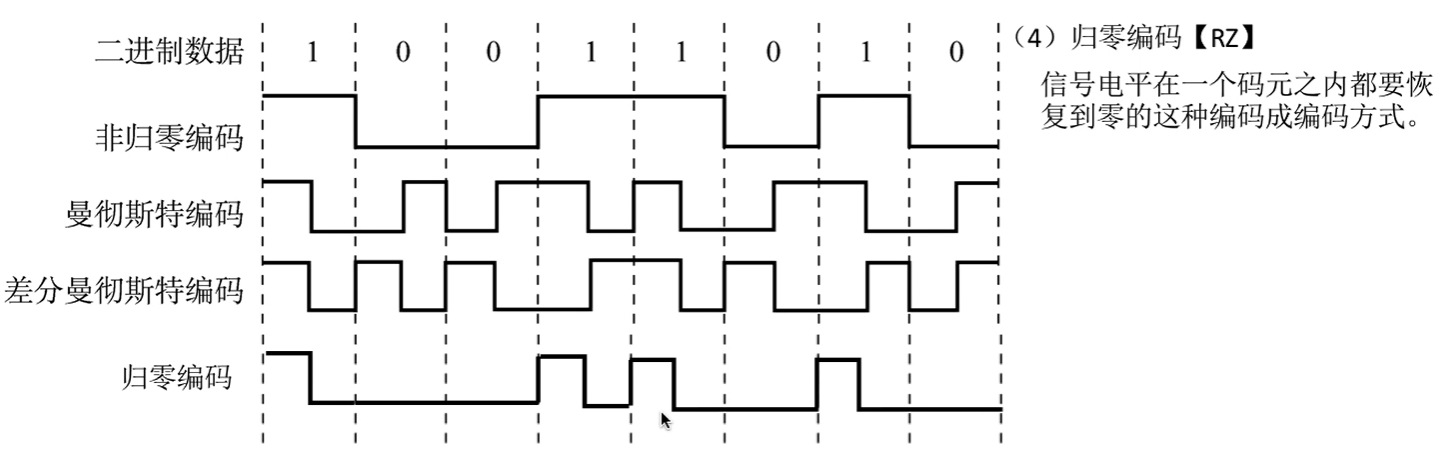 二进制数据 1 0 0 1 1 0 1 0
（4）归零编码【RZ】
信号电平在一个码元之内都要恢
复到零的这种编码成编码方式。
非归零编码
曼彻斯特编码
差分曼彻斯特编码
归零编码